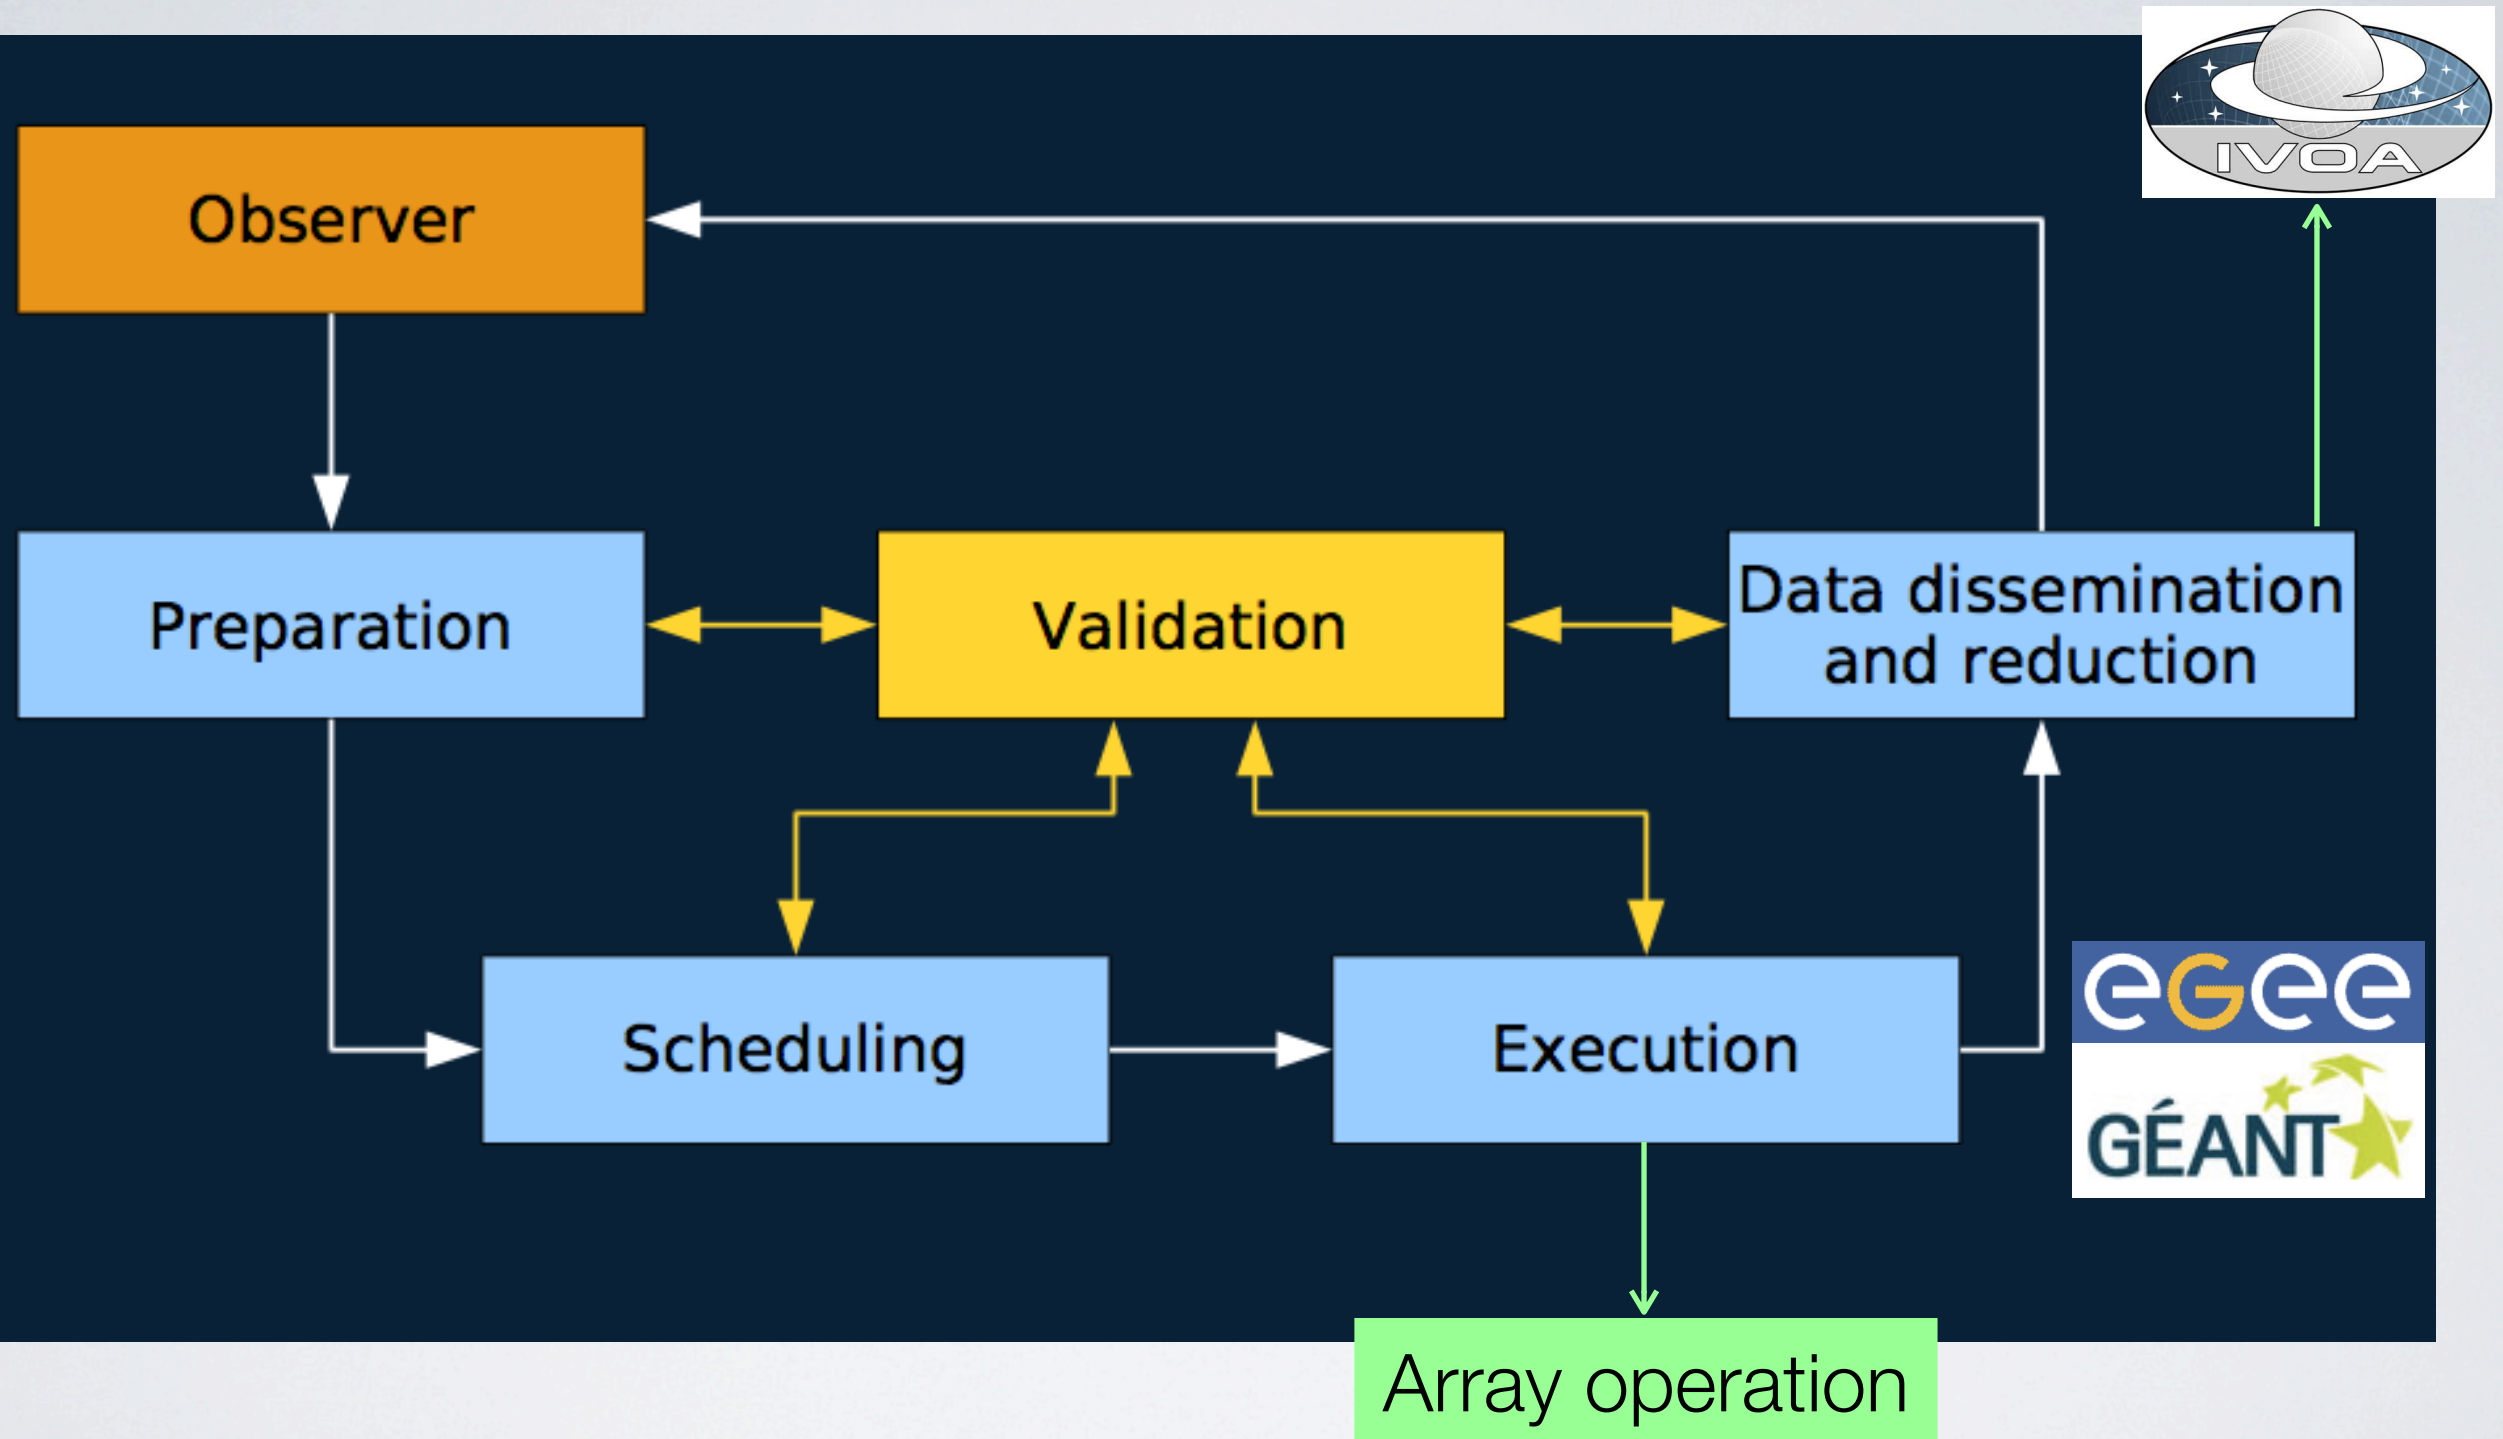 IVOA
Observer
Preparation
Validation
Data dissemination
and reduction
Scheduling
Execution
eGee
GÉANT
Array operation